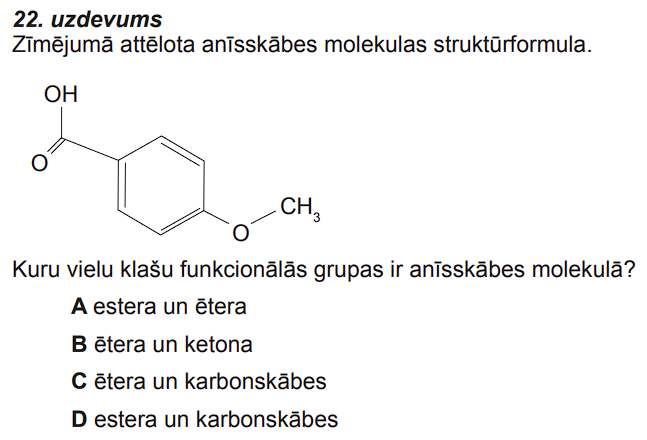 22. uzdevums
Zīmējumā attēlota anīsskābes molekulas struktūrformula.
OH
O
CH3
O
Kuru vielu klašu funkcionālās grupas ir anīsskābes molekulā?
A estera un ētera
B ētera un ketona
C ētera un karbonskābes
D estera un karbonskābes